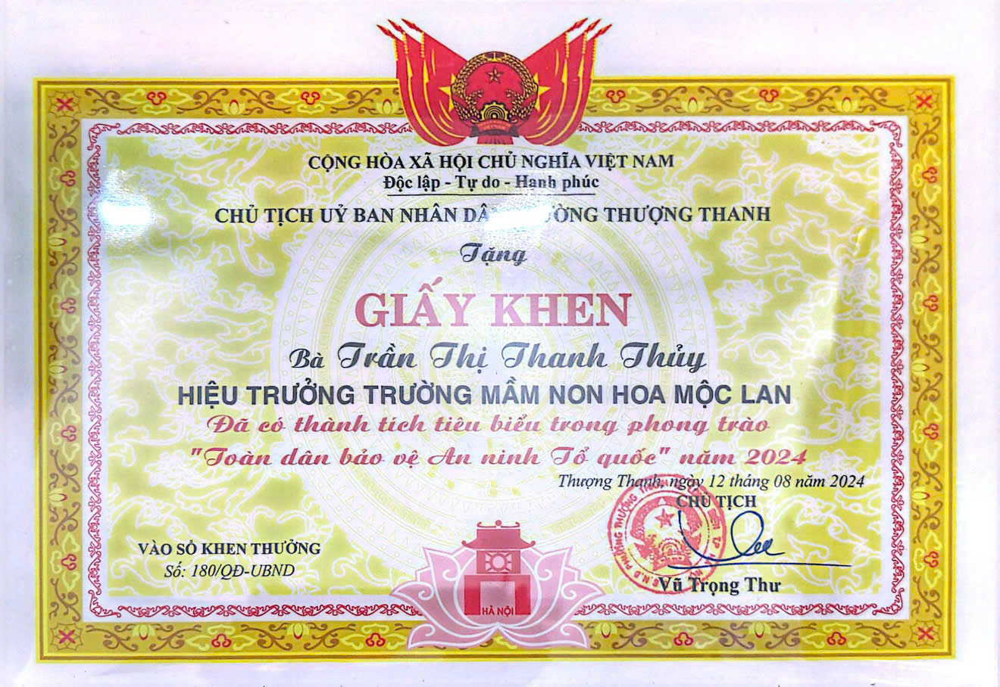 CỘNG HÒA XÃ HỘI CHỦ NGHĨA VIỆT NAM
Độc lập - Tự do - Hạnh phúc
CHỦ TỊCH UỶ BAN NHÂN THƯỢNG THANH
Tặng
GIẤY KHEN
Bà Trần Thị Thanh Thủy
HIỆU TRƯỞNG TRƯỜNG MẦM NON HOA MỘC LAN
Đã có thành tích tiêu biểu trong phong trào
"Toàn dân bảo vệ An ninh Tổ quốc" năm 2024
Thượng Thanh, ngày 12 tháng 08 năm 2024
CHỦ TỊCH
VÀO SỔ KHEN THƯỞNG
Số: 180/QĐ-UBND
Vũ Trọng Thư
HÀ NỘI